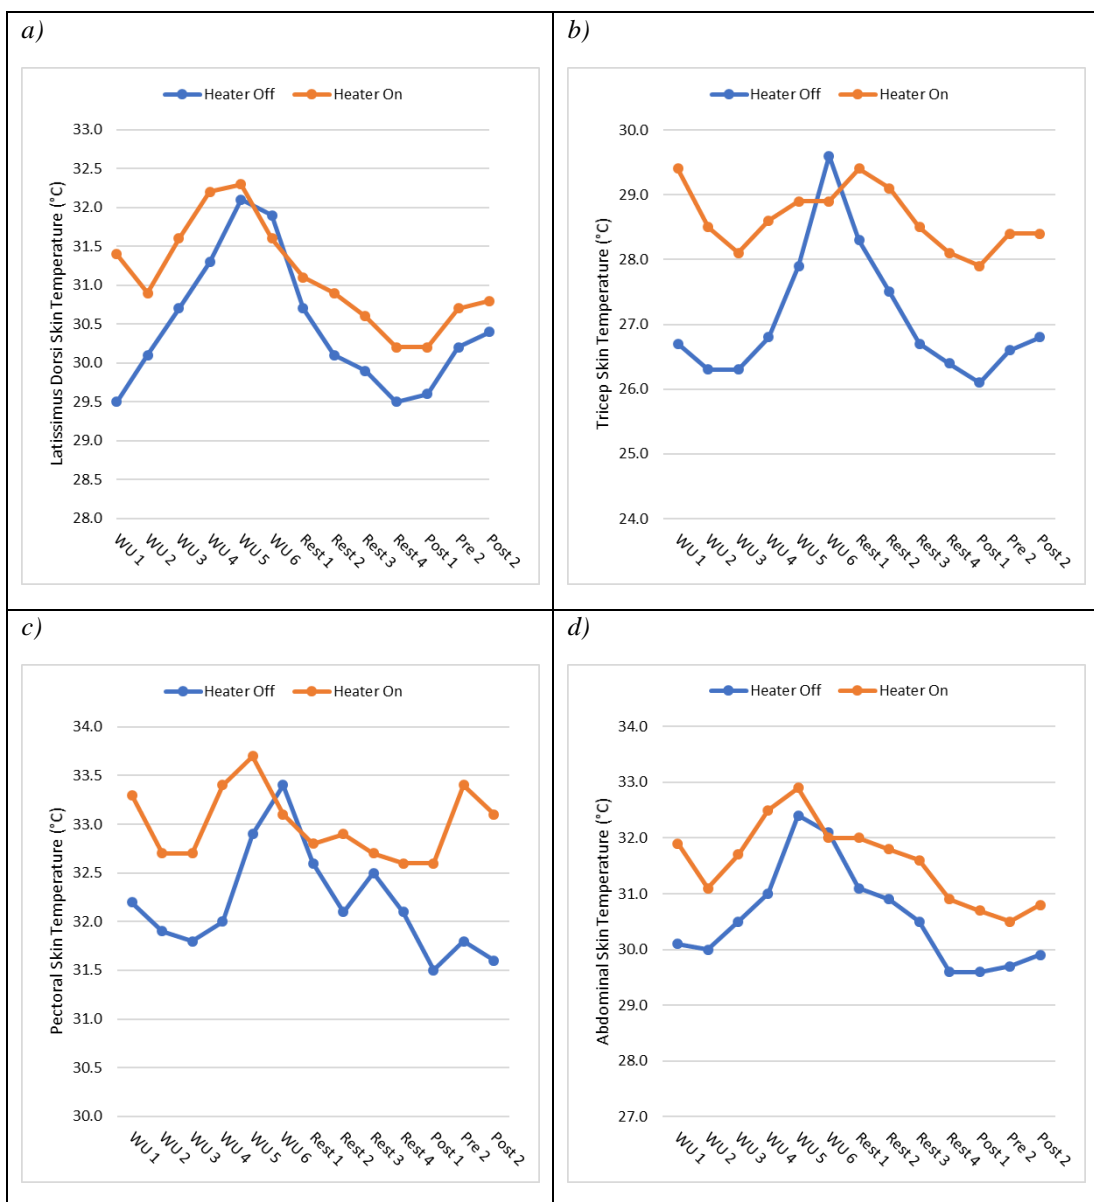 a)
Heater Off Heater On
Latissimus Dorsi Skin Temperature (°C)
33.0
32.5
32.0
31.5
31.0
30.5
30.0
29.5
29.0
28.5
28.0
WU 1 WU 2 WU 3 WU 4 WU 5 WU 6 Rest 1 Rest 2 Rest 3 Rest 4 Post 1 Pre 2 Post 2
b)
Heater Off Heater On
Tricep Skin Temperature (°C)
30.0
29.0
28.0
27.0
26.0
25.0
24.0
WU 1 WU 2 WU 3 WU 4 WU 5 WU 6 Rest 1 Rest 2 Rest 3 Rest 4 Post 1 Pre 2 Post 2
c)
Heater Off Heater On
Pectoral Skin Temperature (°C)
34.0
33.5
33.0
32.5
32.0
31.5
31.0
30.5
30.0
WU 1 WU 2 WU 3 WU 4 WU 5 WU 6 Rest 1 Rest 2 Rest 3 Rest 4 Post 1 Pre 2 Post 2
d)
Heater Off Heater On
Abdominal Skin Temperature (°C)
34.0
33.0
32.0
31.0
30.0
29.0
28.0
27.0
WU 1 WU 2 WU 3 WU 4 WU 5 WU 6 Rest 1 Rest 2 Rest 3 Rest 4 Post 1 Pre 2 Post 2